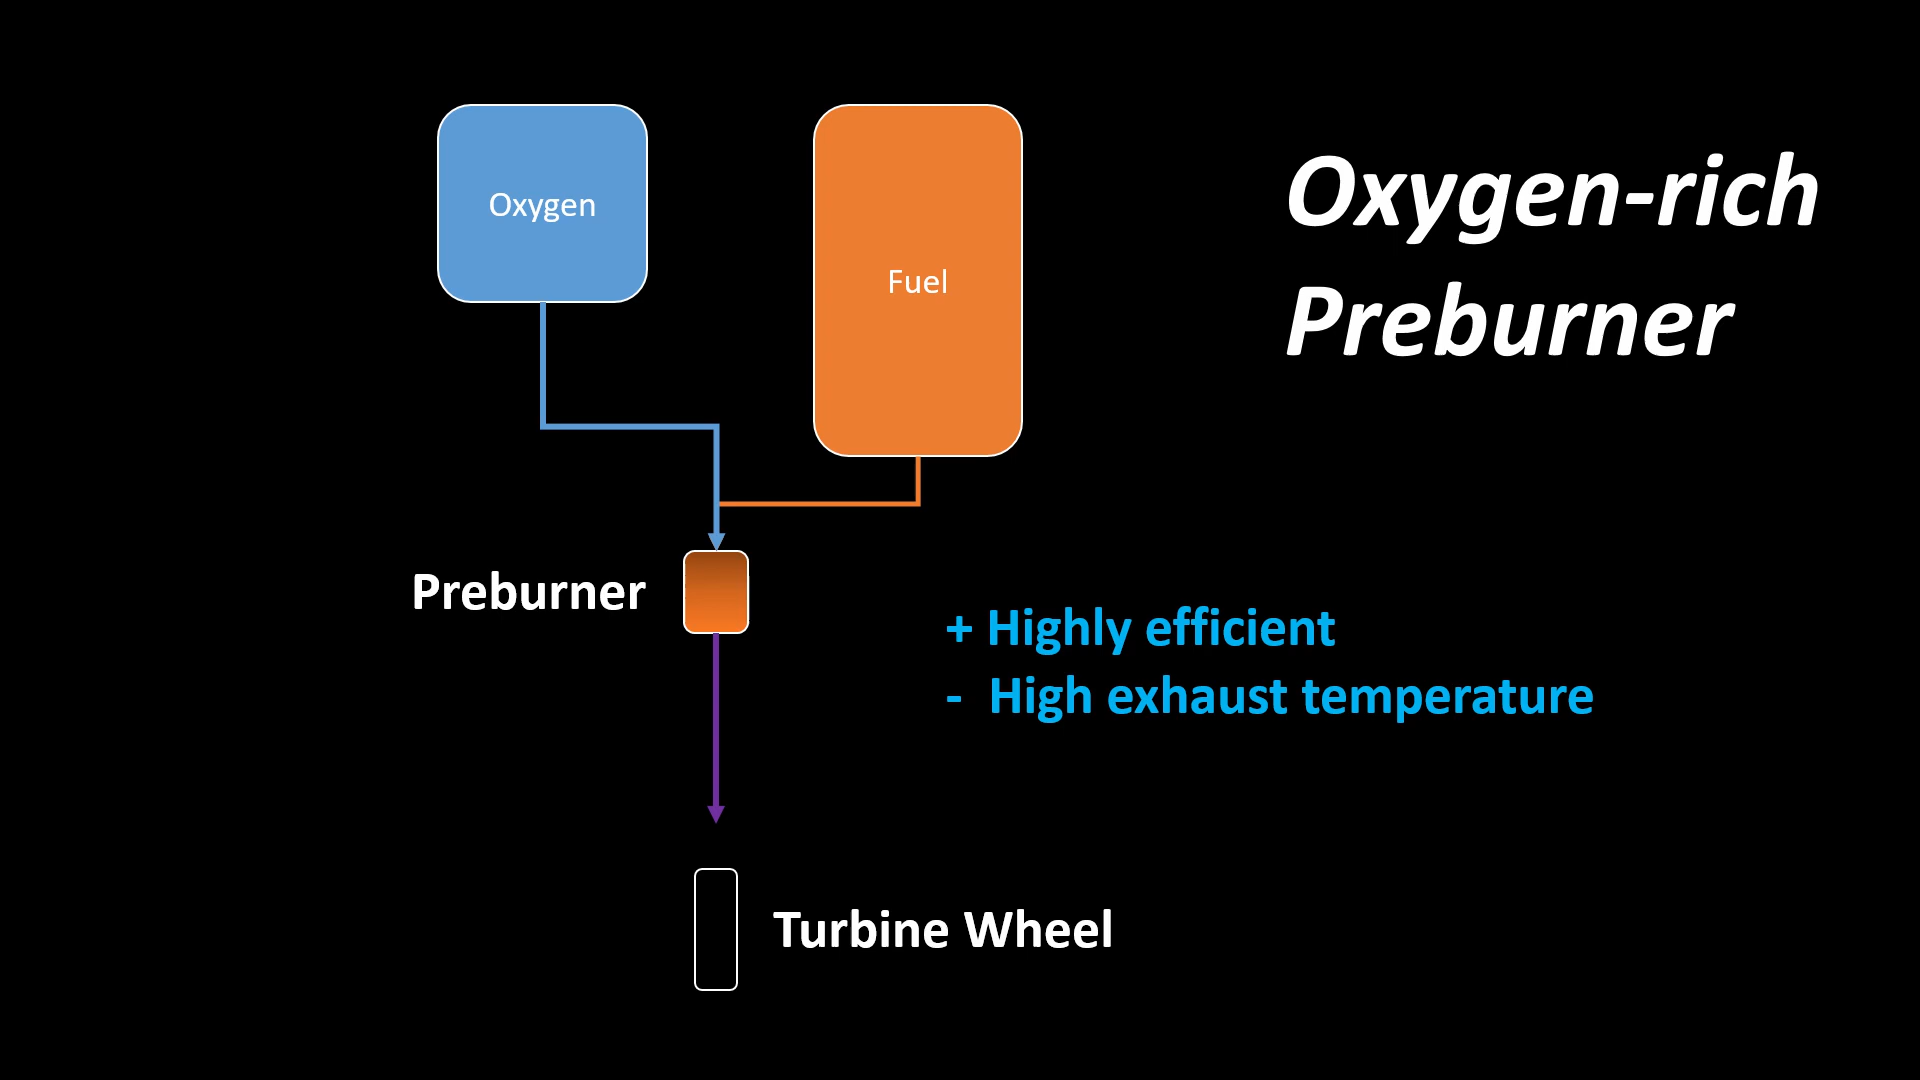 Oxygen-rich
Preburner
Oxygen
Fuel
Preburner
+ Highly efficient
- High exhaust temperature
Turbine Wheel